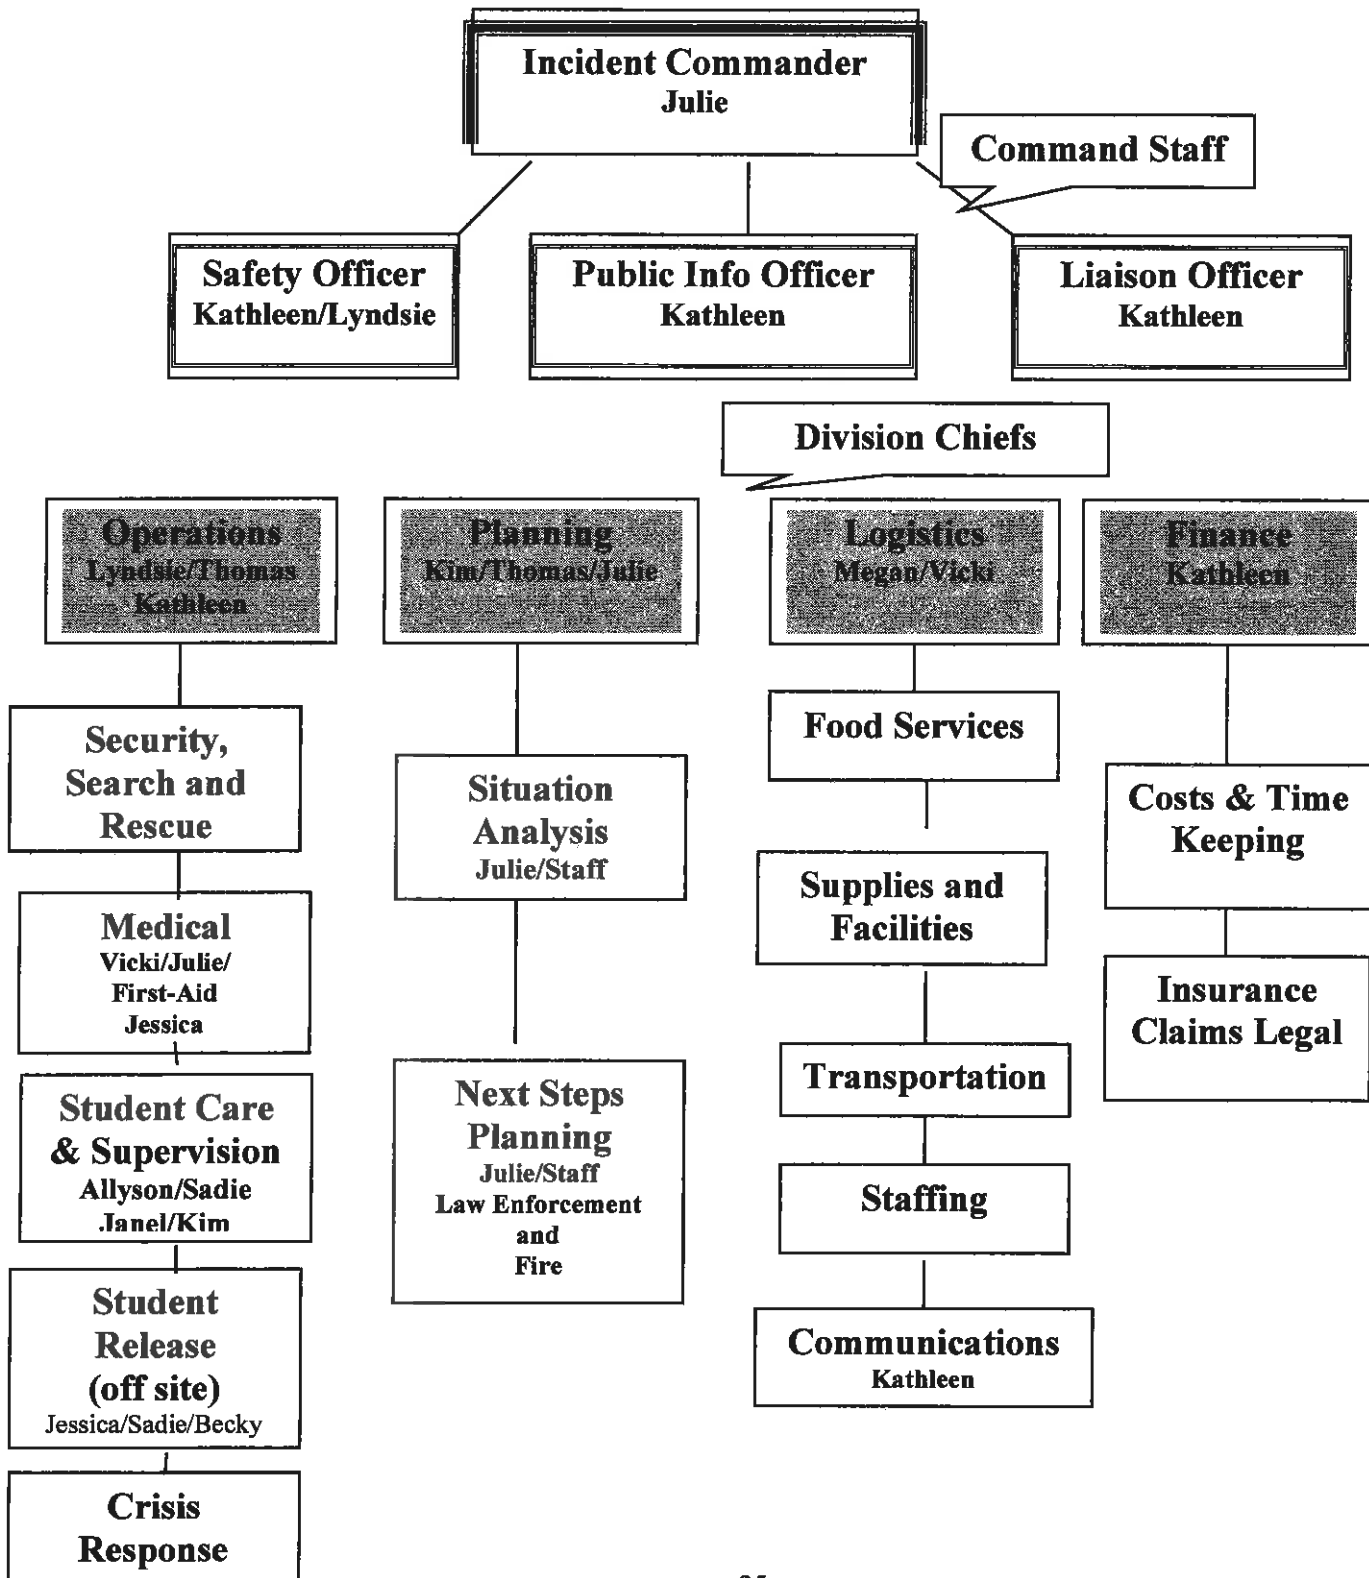 Incident Commander
Julie
Command Staff
Safety Officer
Kathleen/Lyndsie
Public Info Officer
Kathleen
Liaison Officer
Kathleen
Division Chiefs
Operations
Lyndsie/Thomas
Kathleen
Planning
Kim/Thomas/Julie
Logistics
Megan/Vicki
Finance
Kathleen
Security,
Search and
Rescue
Medical
Vicki/Julie/
First-Aid
Jessica
Student Care
& Supervision
Allyson/Sadie
Janel/Kim
Student
Release
(off site)
Jessica/Sadie/Becky
Crisis
Response
Situation
Analysis
Julie/Staff
Next Steps
Planning
Julie/Staff
Law Enforcement
and
Fire
Food Services
Supplies and
Facilities
Transportation
Staffing
Communications
Kathleen
Costs & Time
Keeping
Insurance
Claims Legal